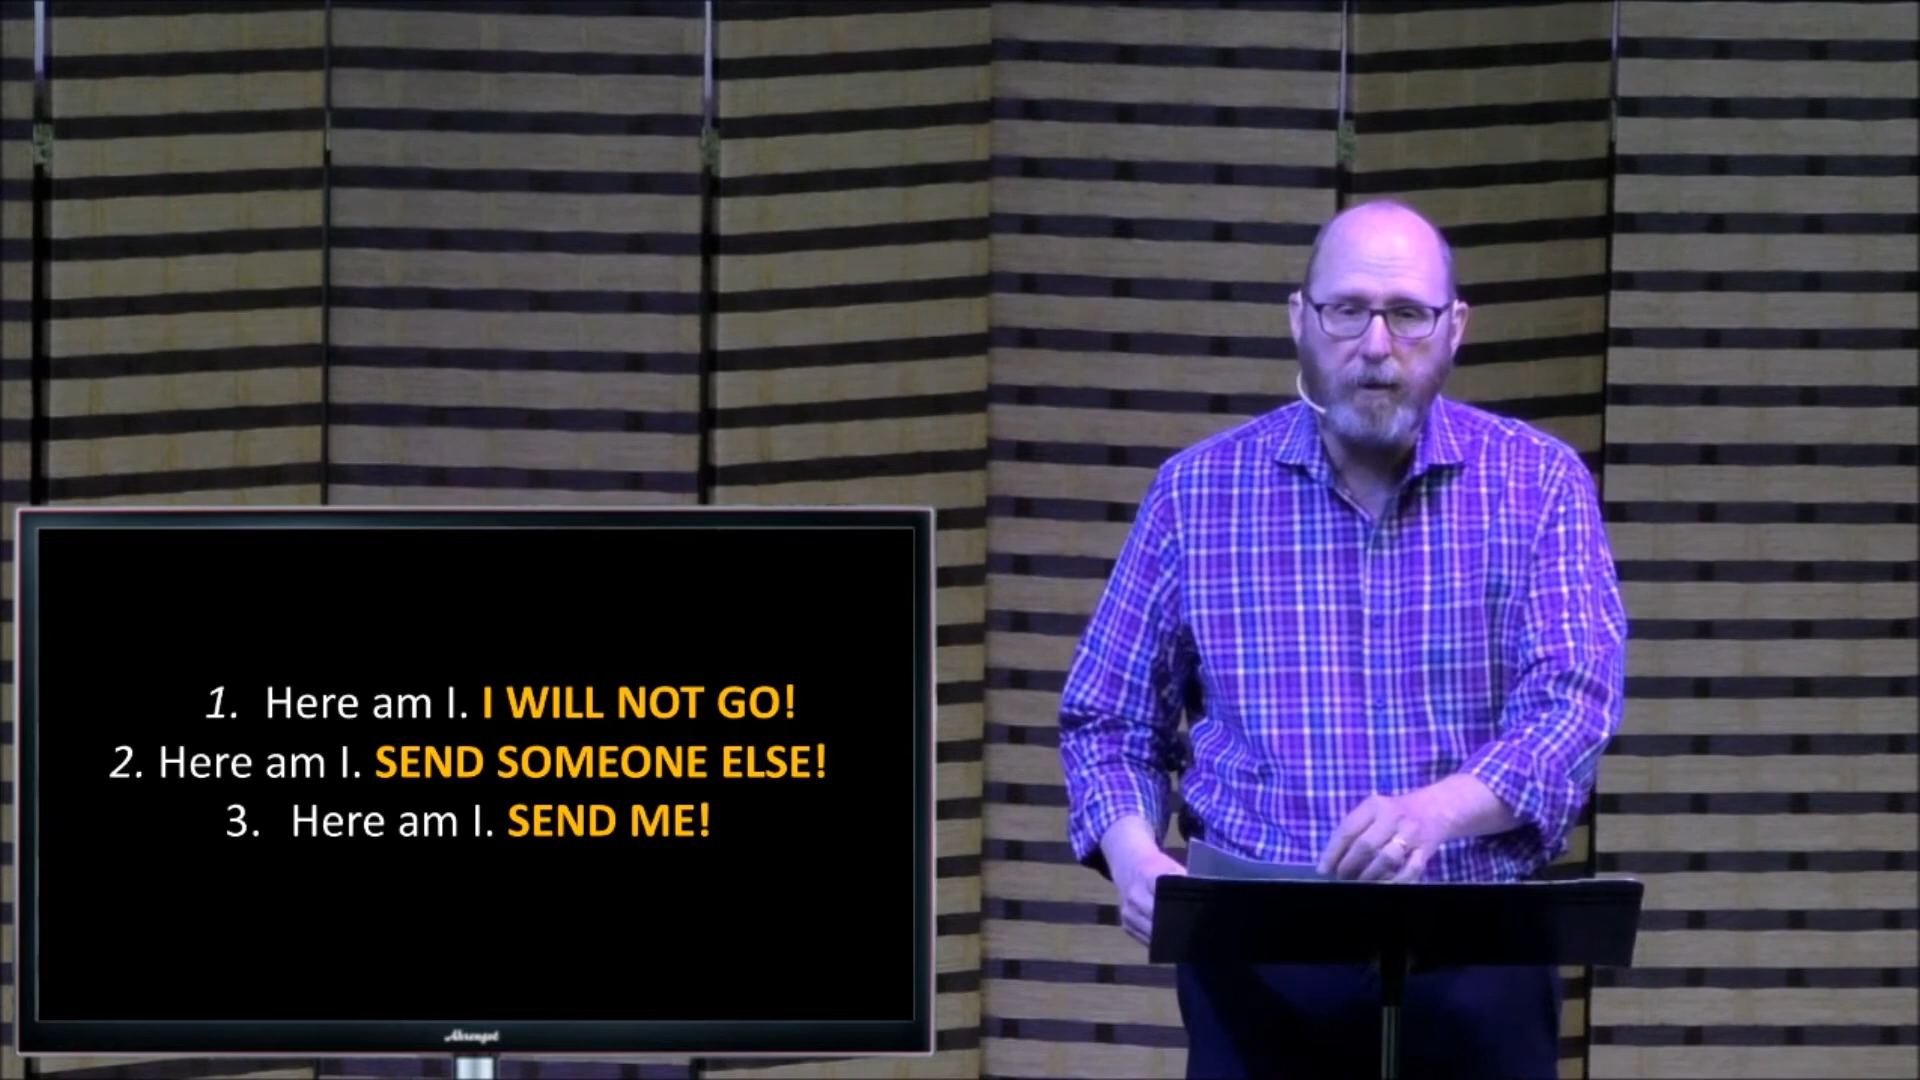 1. Here am I. I WILL NOT GO!
2. Here am I. SEND SOMEONE ELSE!
3. Here am I. SEND ME!